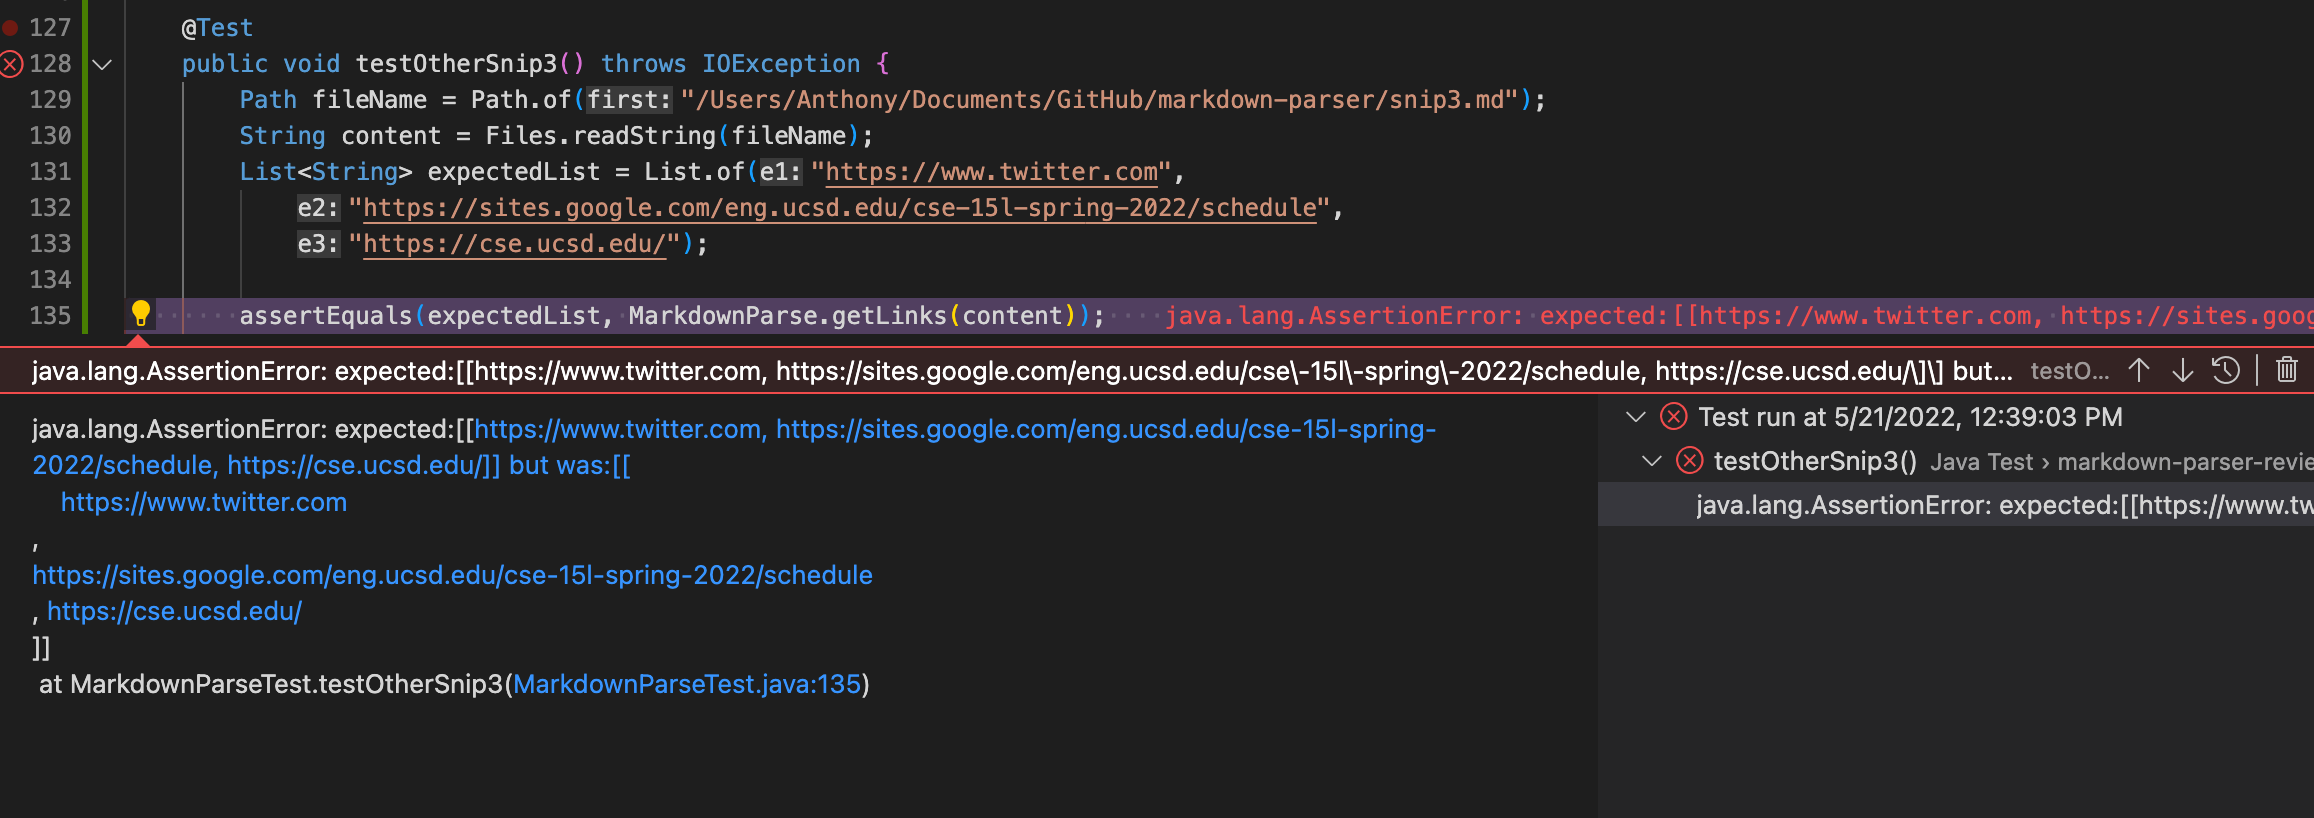 127 @Test
128 public void testOtherSnip3() throws IOException {
129 Path fileName = Path.of(first: "/Users/Anthony/Documents/GitHub/markdown-parser/snip3.md");
130 String content = Files.readString(fileName);
131 List<String> expectedList = List.of(e1: "https://www.twitter.com",
132 e2: "https://sites.google.com/eng.ucsd.edu/cse-15l-spring-2022/schedule",
133 e3: "https://cse.ucsd.edu/");
134
135 ······assertEquals(expectedList,·MarkdownParse.getLinks(content));····java.lang.AssertionError:·expected:[[https://www.twitter.com,·https://sites.goog
java.lang.AssertionError: expected:[[https://www.twitter.com, https://sites.google.com/eng.ucsd.edu/cse\-15l\-spring\-2022/schedule, https://cse.ucsd.edu/\]\] but... testO...
java.lang.AssertionError: expected:[[https://www.twitter.com, https://sites.google.com/eng.ucsd.edu/cse-15l-spring-
2022/schedule, https://cse.ucsd.edu/]] but was:[[
https://www.twitter.com
,
https://sites.google.com/eng.ucsd.edu/cse-15l-spring-2022/schedule
, https://cse.ucsd.edu/
]]
at MarkdownParseTest.testOtherSnip3(MarkdownParseTest.java:135)
Test run at 5/21/2022, 12:39:03 PM
testOtherSnip3() Java Test › markdown-parser-revie
java.lang.AssertionError: expected:[[https://www.tw